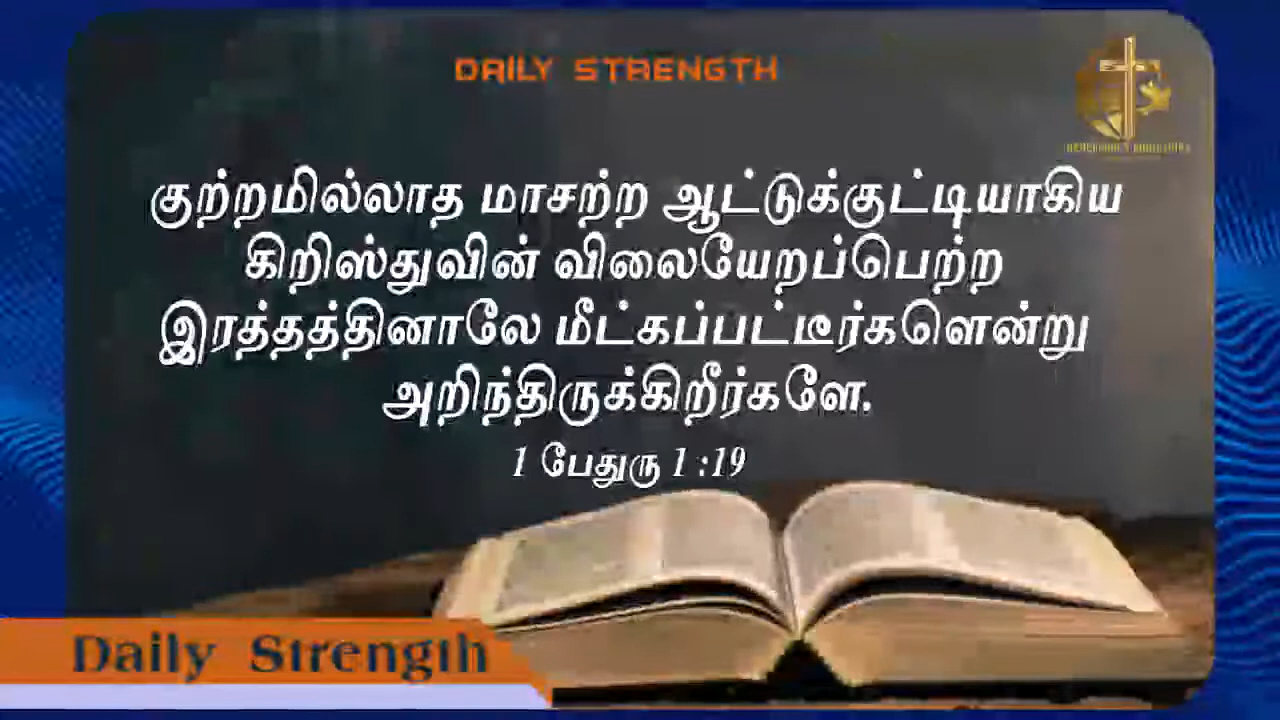 DAILY STRENGTH
குற்றமில்லாத மாசற்ற ஆட்டுக்குட்டியாகிய
கிறிஸ்துவின் விலையேறப்பெற்ற
இரத்தத்தினாலே மீட்கப்பட்டீர்களென்று
அறிந்திருக்கிறீர்களே.
1 பேதுரு 1 :19
Daily Strength